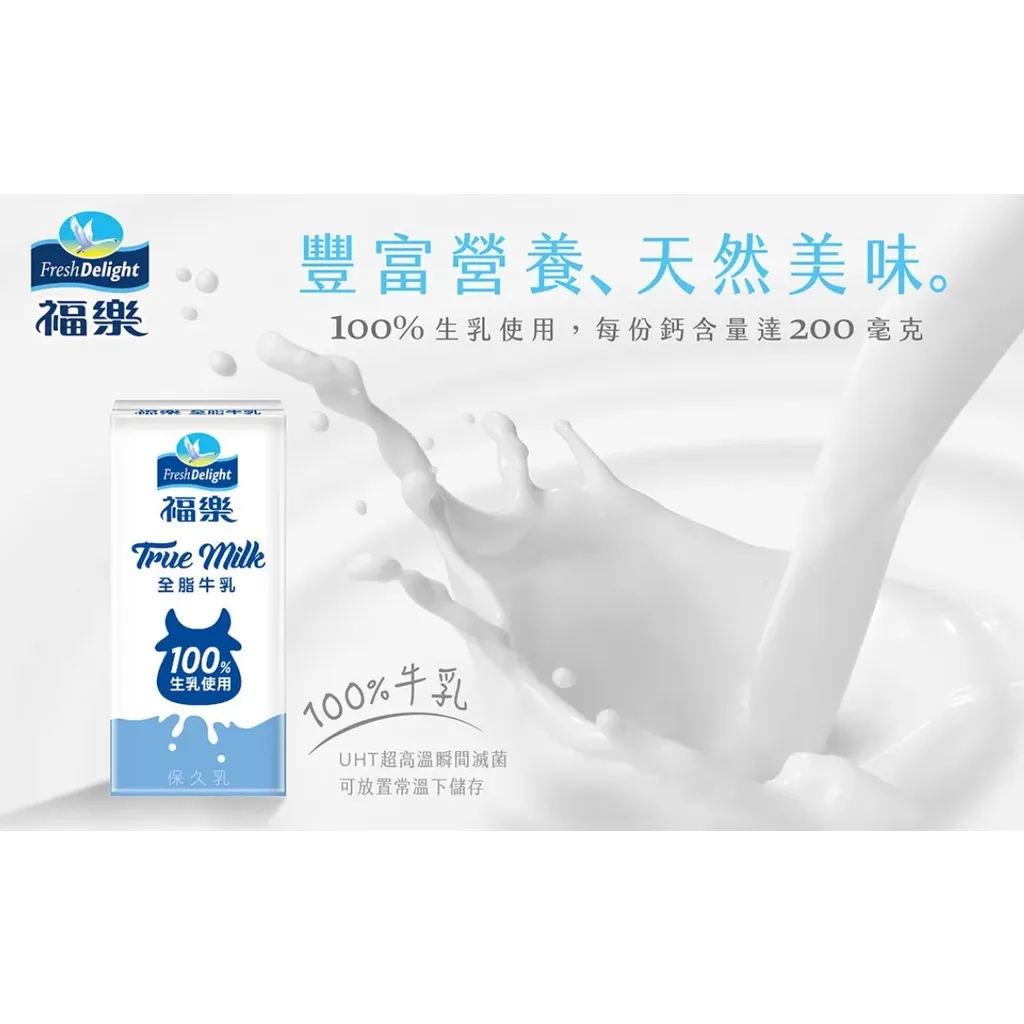 FreshDelight
福樂
豐富營養、天然美味。
100% 生乳使用，每份鈣含量達 200 毫克
福樂 全脂牛乳
FreshDelight
福樂
True Milk
全脂牛乳
100%
生乳使用
保久乳
100%牛乳
UHT超高溫瞬間滅菌
可放置常溫下儲存